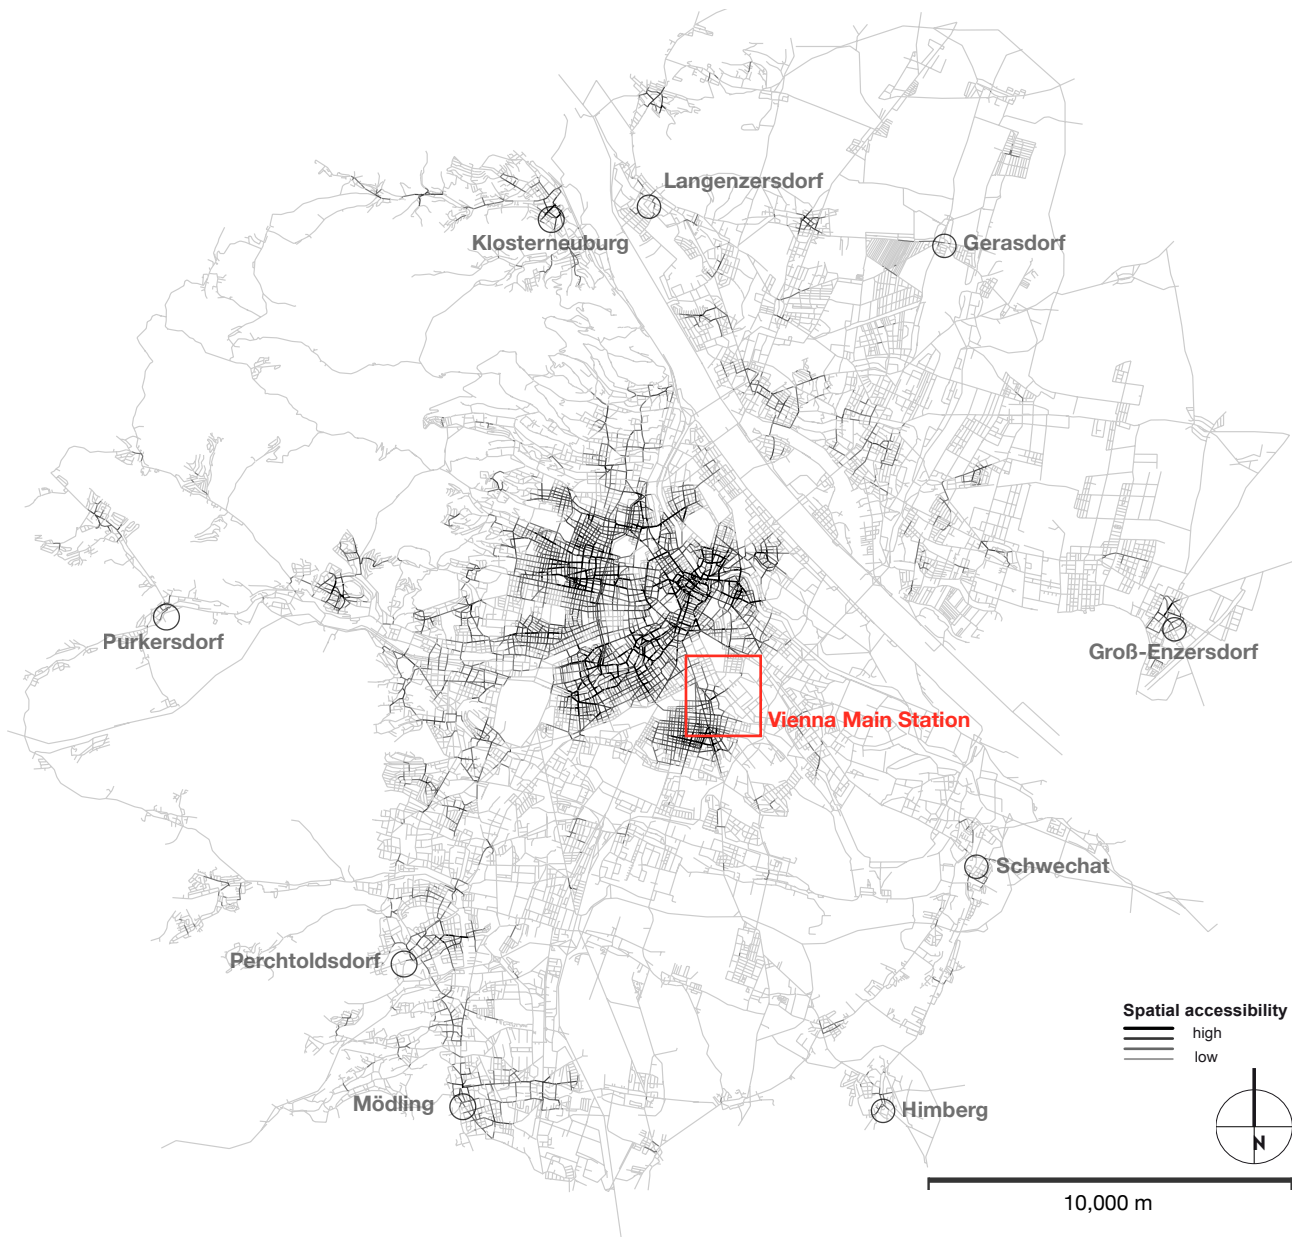 Langenzersdorf
Klosterneuburg
Gerasdorf
Purkersdorf
Groß-Enzersdorf
Vienna Main Station
Schwechat
Perchtoldsdorf
Spatial accessibility
high
low
Mödling
Himberg
N
10,000 m